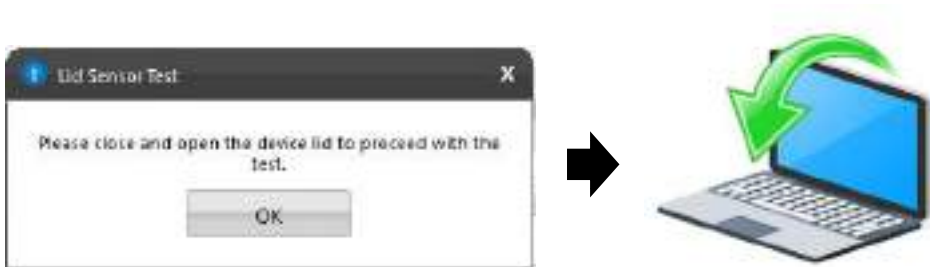 Lid Sensor Test X
Please close and open the device lid to proceed with the
test.
OK